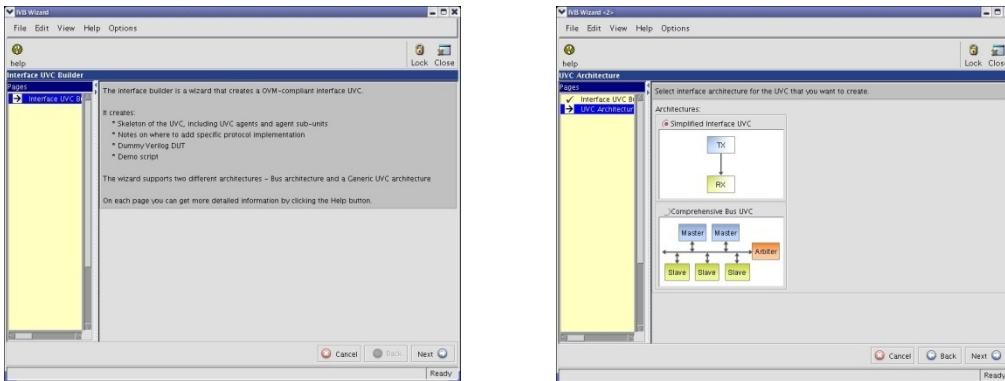 IVB Wizard
File Edit View Help Options
help
Lock Close
Interface UVC Builder
Pages
Interface UVC B
The interface builder is a wizard that creates a OVM-compliant interface UVC.
It creates:
* Skeleton of the UVC, including UVC agents and agent sub-units
* Notes on where to add specific protocol implementation
* Dummy Verilog DUT
* Demo script
The wizard supports two different architectures - Bus architecture and a Generic UVC architecture
On each page you can get more detailed information by clicking the Help button.
Cancel Back Next
Ready
IVB Wizard <2>
File Edit View Help Options
help
Lock Clos
UVC Architecture
Pages
Interface UVC B
UVC Architectur
Select interface architecture for the UVC that you want to create.
Architectures:
Simplified Interface UVC
TX
RX
Comprehensive Bus UVC
Master Master
Arbiter
Slave Slave Slave
Cancel Back Next
Ready